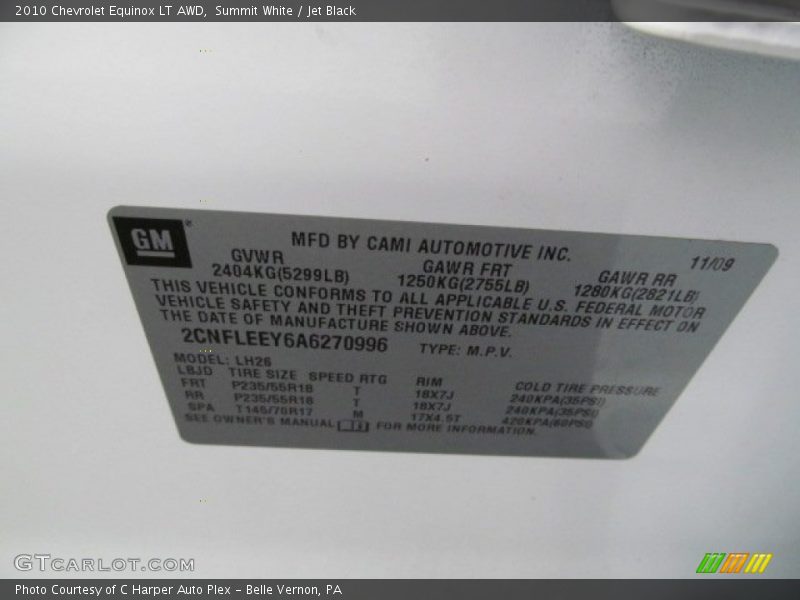 2010 Chevrolet Equinox LT AWD,  Summit White / Jet Black
GM®
MFD BY CAMI AUTOMOTIVE INC. 11/09
GVWR GAWR FRT GAWR RR
2404KG(5299LB) 1250KG(2755LB) 1280KG(2821LB)
THIS VEHICLE CONFORMS TO ALL APPLICABLE U.S. FEDERAL MOTOR
VEHICLE SAFETY AND THEFT PREVENTION STANDARDS IN EFFECT ON
THE DATE OF MANUFACTURE SHOWN ABOVE.
2CNFLEEY6A6270996 TYPE: M.P.V.
MODEL: LH26
LBJD TIRE SIZE SPEED RTG RIM COLD TIRE PRESSURE
FRT P235/55R18 T 18X7J 240KPA(35PSI)
RR P235/55R18 T 18X7J 240KPA(35PSI)
SPA T145/70R17 M 17X4.5T 420KPA(60PSI)
SEE OWNER'S MANUAL FOR MORE INFORMATION.
GTCARLOT.COM
Photo Courtesy of C Harper Auto Plex - Belle Vernon, PA